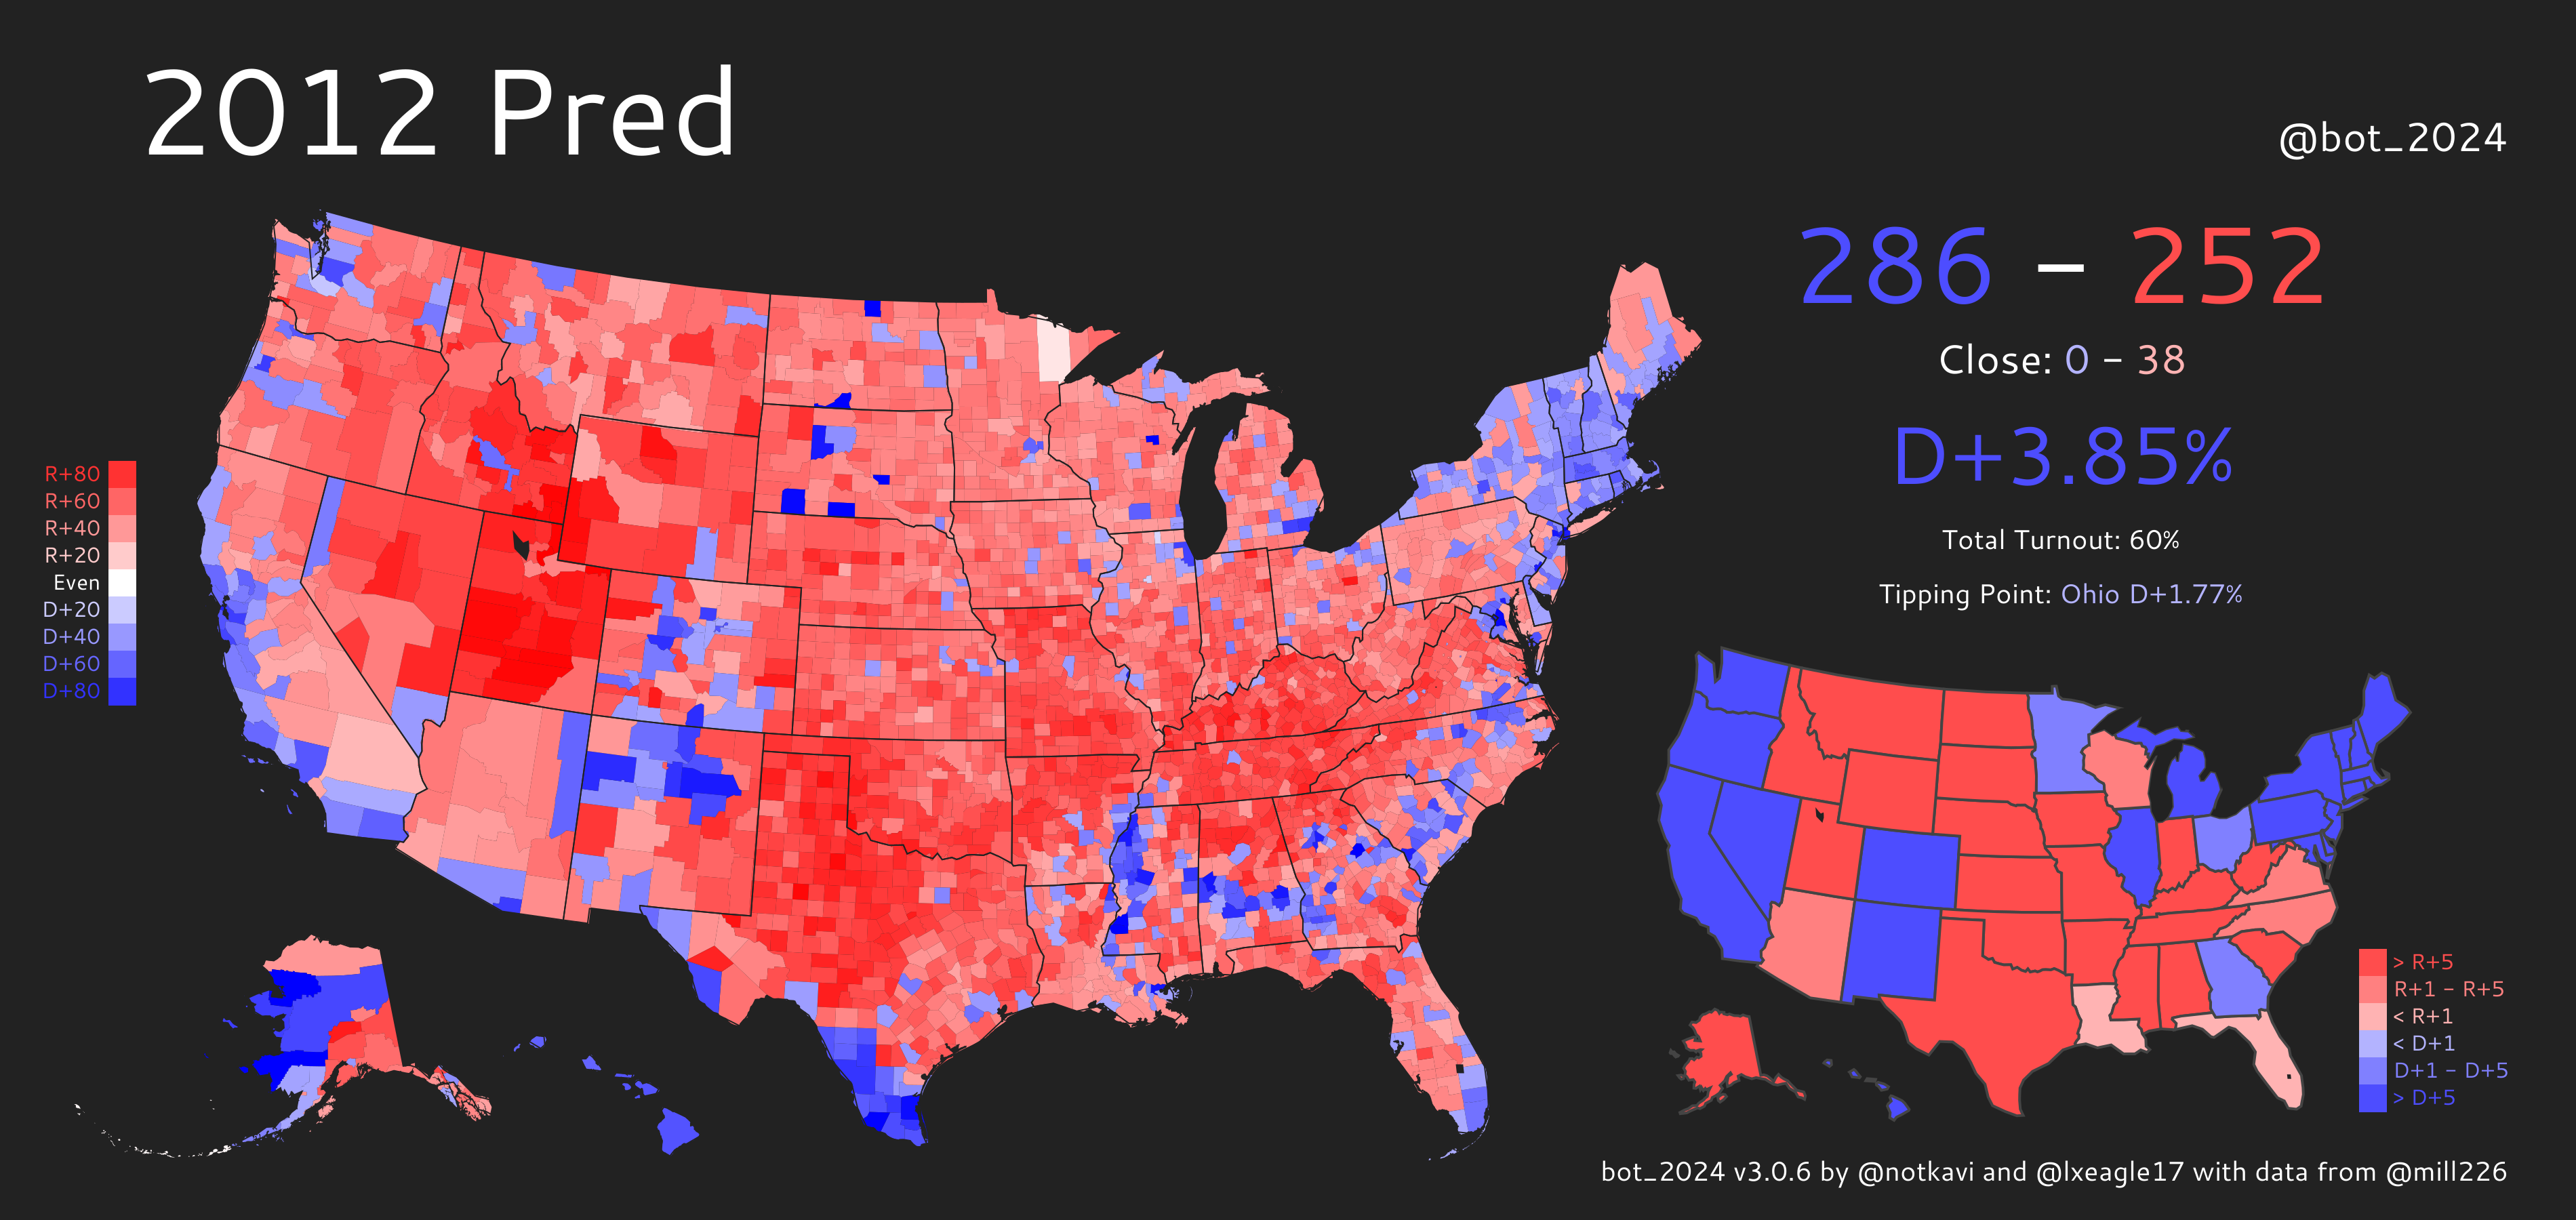 2012 Pred
@bot_2024
286 – 252
Close: 0 – 38
D+3.85%
Total Turnout: 60%
Tipping Point: Ohio D+1.77%
R+80
R+60
R+40
R+20
Even
D+20
D+40
D+60
D+80
> R+5
R+1 – R+5
< R+1
< D+1
D+1 – D+5
> D+5
bot_2024 v3.0.6 by @notkavi and @lxeagle17 with data from @mill226